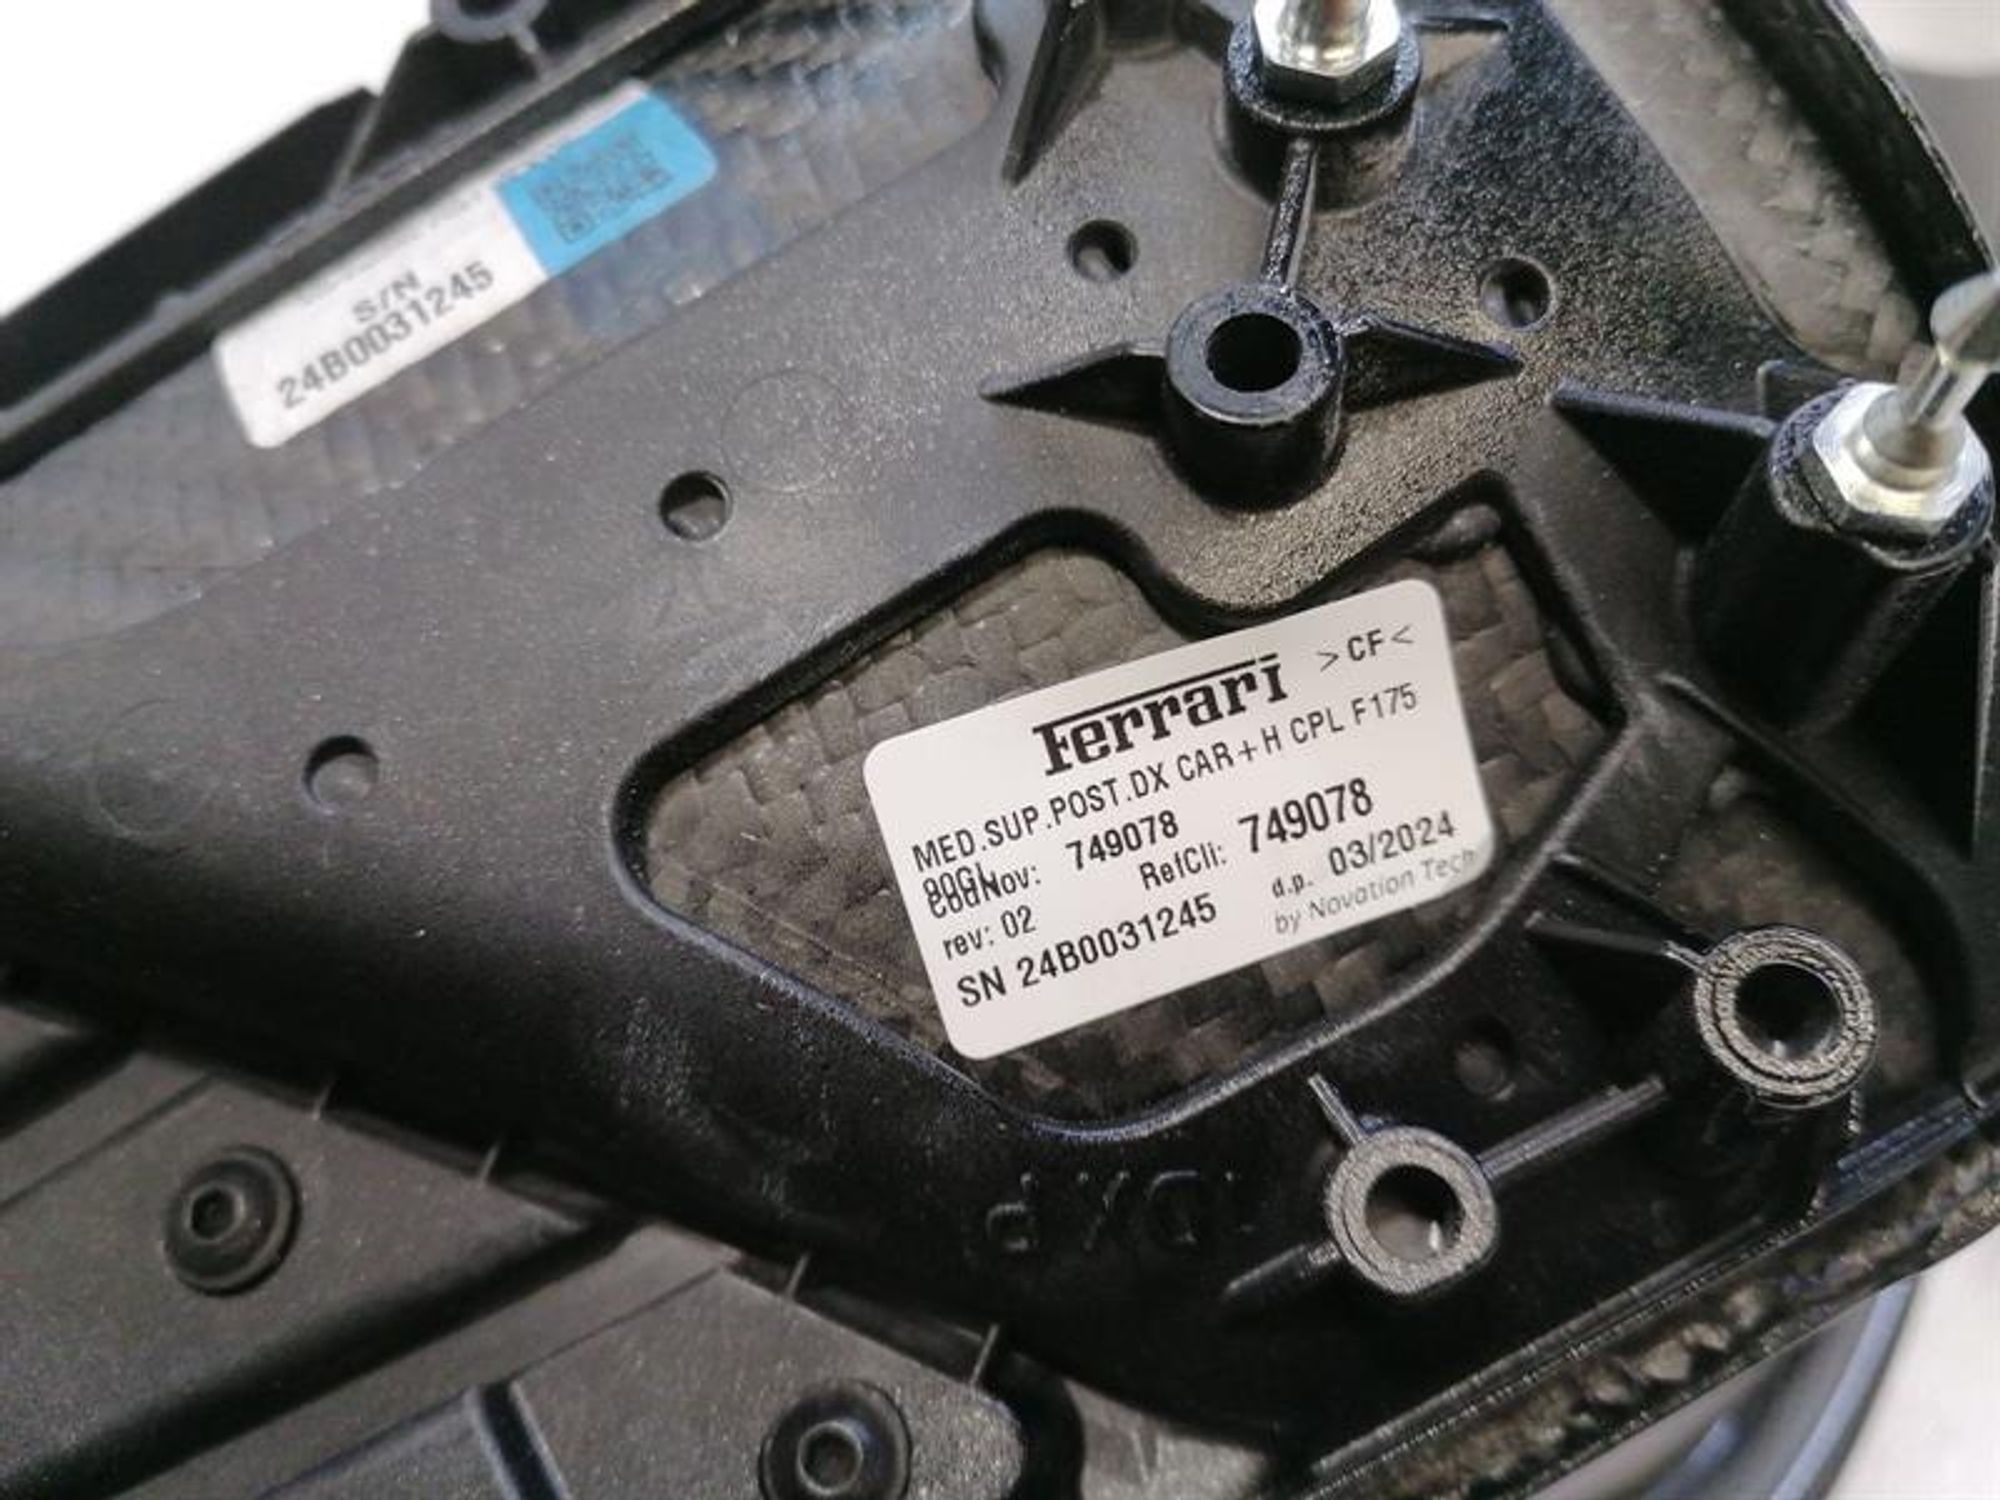 S/N
24B0031245
Ferrari >CF<
MED.SUP.POST.DX CAR+H CPL F175
90GL
CodNov: 749078 RefCli: 749078
rev: 02 d.p. 03/2024
SN 24B0031245 by Novation Tech